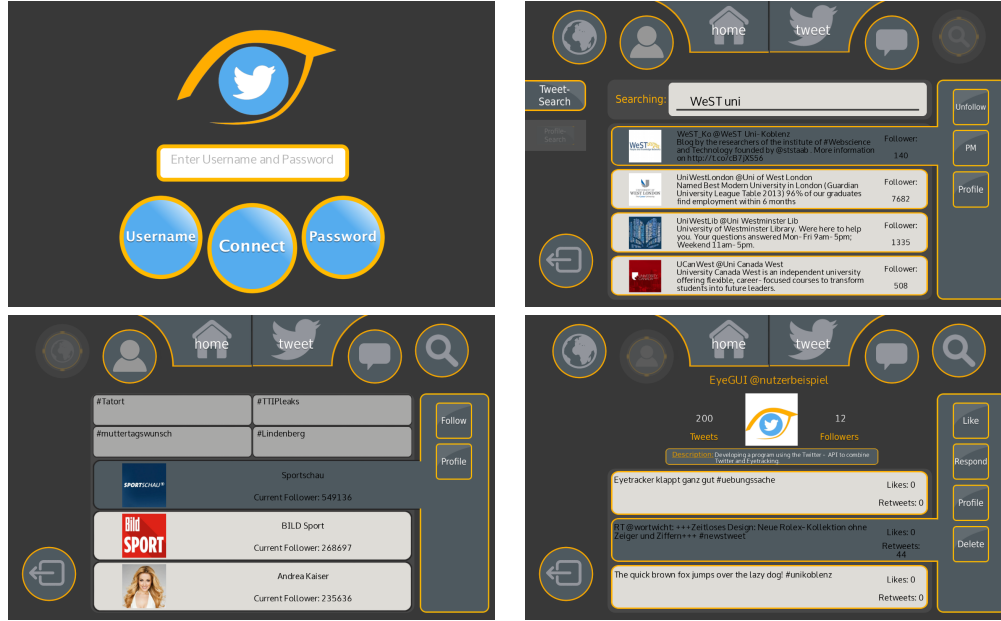 Enter Username and Password
Username
Connect
Password
home
tweet
Tweet-
Search
Profile-
Search
Searching:
WeST uni
WeST
WeST_Ko @WeST Uni-Koblenz
Blog by the researchers of the institute of #Webscience
and Technology founded by @ststaab . More information
on http://t.co/cB7jX556
Follower:
140
UniWestLondon @Uni of West London
Named Best Modern University in London (Guardian
University League Table 2013) 96% of our graduates
find employment within 6 months
Follower:
7682
UniWestLib @Uni Westminster Lib
University of Westminster Library. Were here to help
you. Your questions answered Mon-Fri 9am-5pm;
Weekend 11am-5pm.
Follower:
1335
UCanWest @Uni Canada West
University Canada West is an independent university
offering flexible, career-focused courses to transform
students into future leaders.
Follower:
508
Unfollow
PM
Profile
home
tweet
#Tatort
#TTIPleaks
#muttertagswunsch
#Lindenberg
SPORTSCHAU
Sportschau
Current Follower: 549136
Bild
SPORT
BILD Sport
Current Follower: 268697
Andrea Kaiser
Current Follower: 235636
Follow
Profile
home
tweet
EyeGUI @nutzerbeispiel
200
Tweets
12
Followers
Description: Developing a program using the Twitter - API to combine
Twitter and Eyetracking.
Eyetracker klappt ganz gut #uebungssache
Likes: 0
Retweets: 0
RT@wortwicht: +++Zeitloses Design: Neue Rolex-Kollektion ohne
Zeiger und Ziffern+++ #newstweet
Likes: 0
Retweets:
44
The quick brown fox jumps over the lazy dog! #unikoblenz
Likes: 0
Retweets: 0
Like
Respond
Profile
Delete